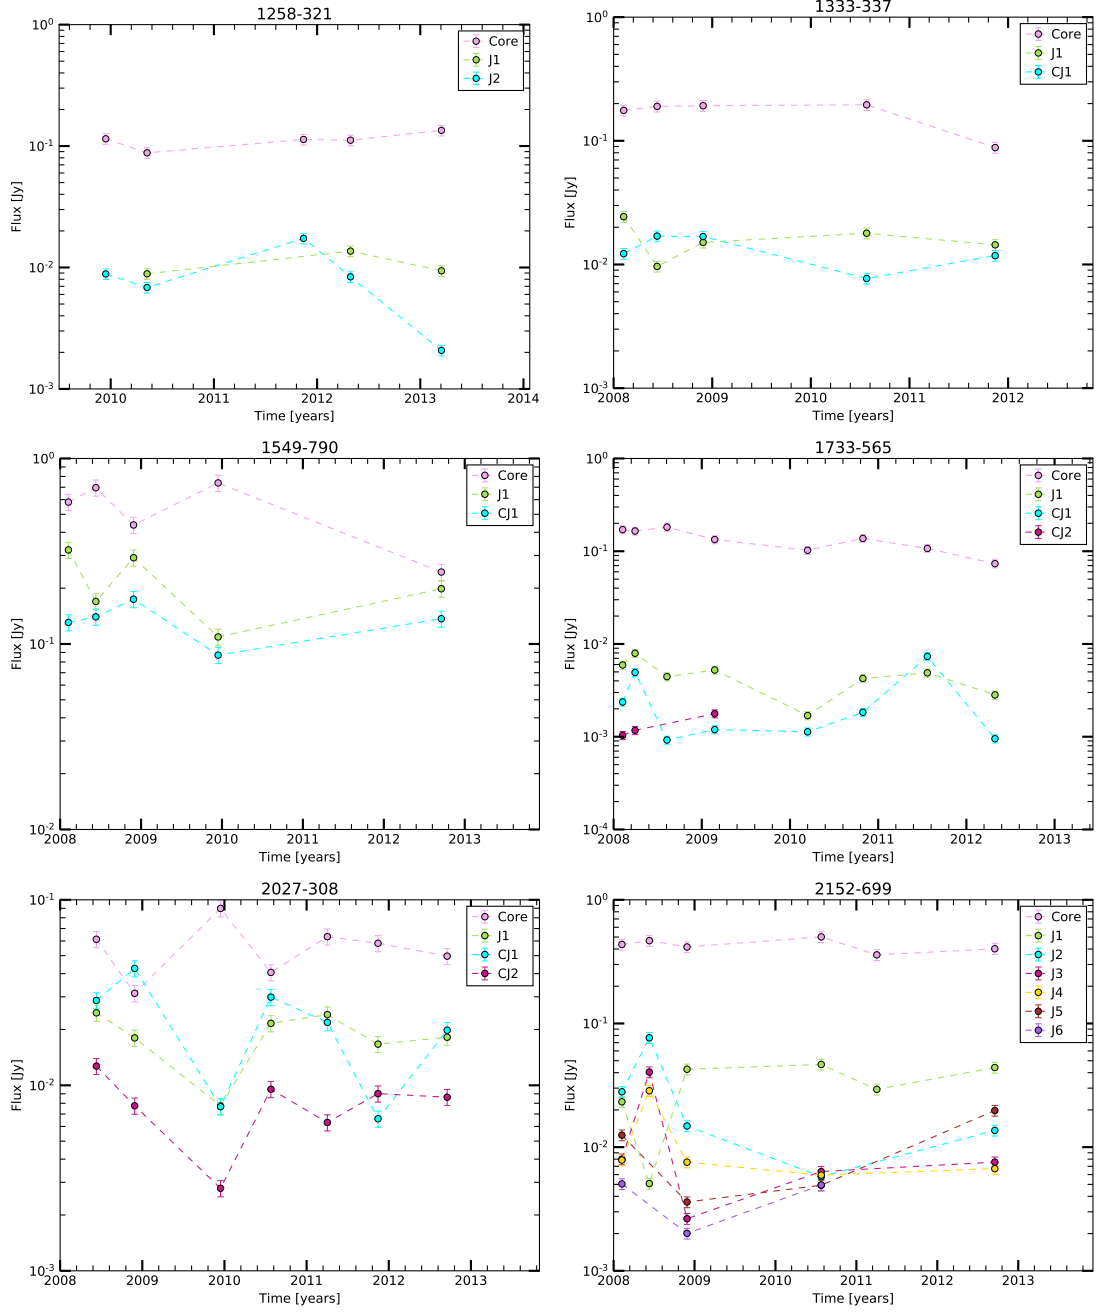 1258-321
10^0
10^-1
10^-2
10^-3
Flux [Jy]
Core
J1
J2
2010 2011 2012 2013 2014
Time [years]
1333-337
10^0
10^-1
10^-2
10^-3
Flux [Jy]
Core
J1
CJ1
2008 2009 2010 2011 2012
Time [years]
1549-790
10^0
10^-1
10^-2
Flux [Jy]
Core
J1
CJ1
2008 2009 2010 2011 2012 2013
Time [years]
1733-565
10^0
10^-1
10^-2
10^-3
10^-4
Flux [Jy]
Core
J1
CJ1
CJ2
2008 2009 2010 2011 2012 2013
Time [years]
2027-308
10^-1
10^-2
10^-3
Flux [Jy]
Core
J1
CJ1
CJ2
2008 2009 2010 2011 2012 2013
Time [years]
2152-699
10^0
10^-1
10^-2
10^-3
Flux [Jy]
Core
J1
J2
J3
J4
J5
J6
2008 2009 2010 2011 2012 2013
Time [years]